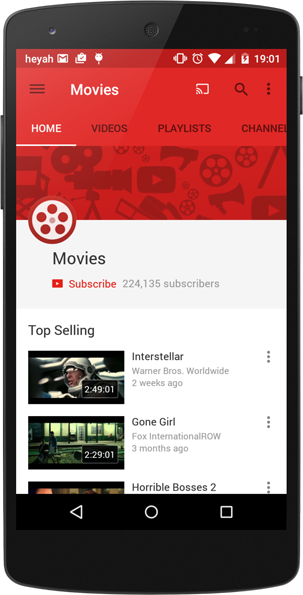 heyah 19:01
Movies
HOME VIDEOS PLAYLISTS CHANNEL
Movies
Subscribe 224,135 subscribers
Top Selling
Interstellar
Warner Bros. Worldwide
2 weeks ago
2:49:01
Gone Girl
Fox InternationalROW
3 months ago
2:29:01
Horrible Bosses 2